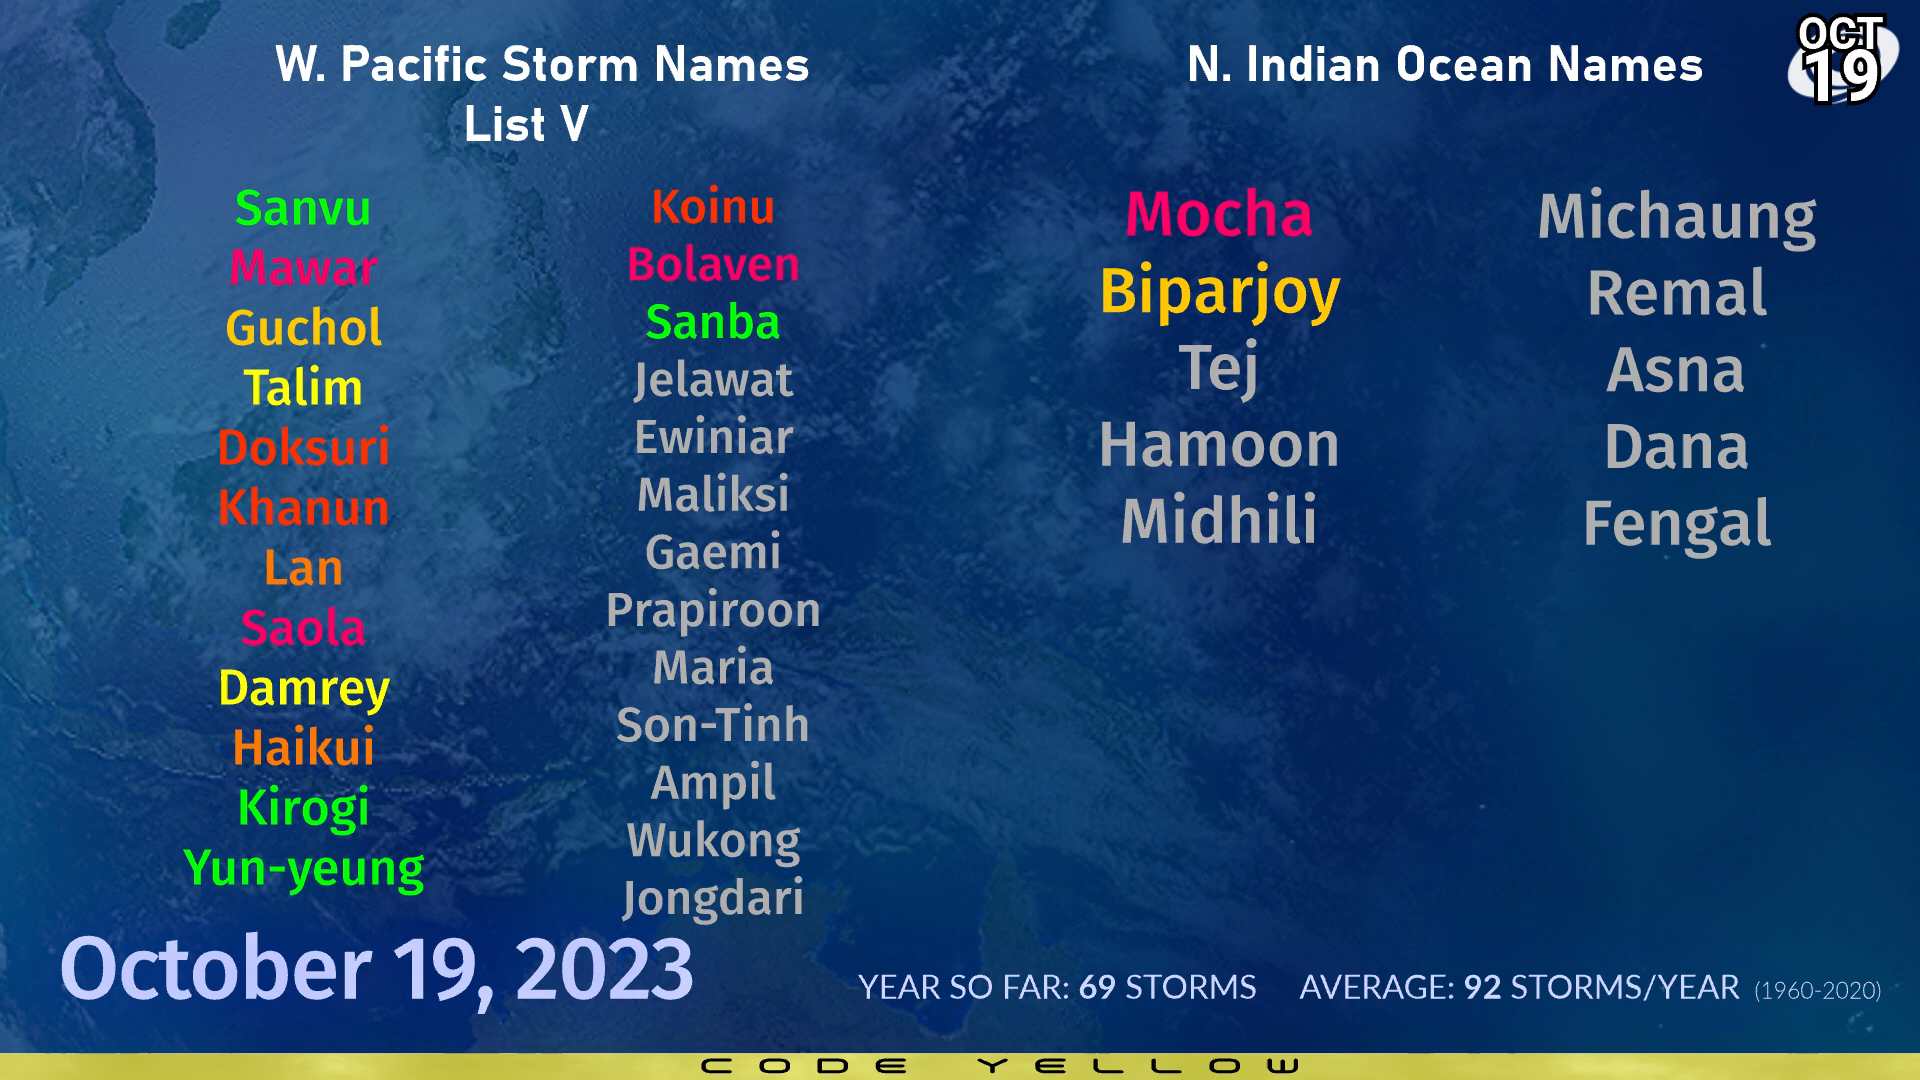 W. Pacific Storm Names
List V
Sanvu
Mawar
Guchol
Talim
Doksuri
Khanun
Lan
Saola
Damrey
Haikui
Kirogi
Yun-yeung
Koinu
Bolaven
Sanba
Jelawat
Ewiniar
Maliksi
Gaemi
Prapiroon
Maria
Son-Tinh
Ampil
Wukong
Jongdari
N. Indian Ocean Names
Mocha
Biparjoy
Tej
Hamoon
Midhili
Michaung
Remal
Asna
Dana
Fengal
OCT
19
October 19, 2023
YEAR SO FAR: 69 STORMS
AVERAGE: 92 STORMS/YEAR (1960-2020)
CODE YELLOW